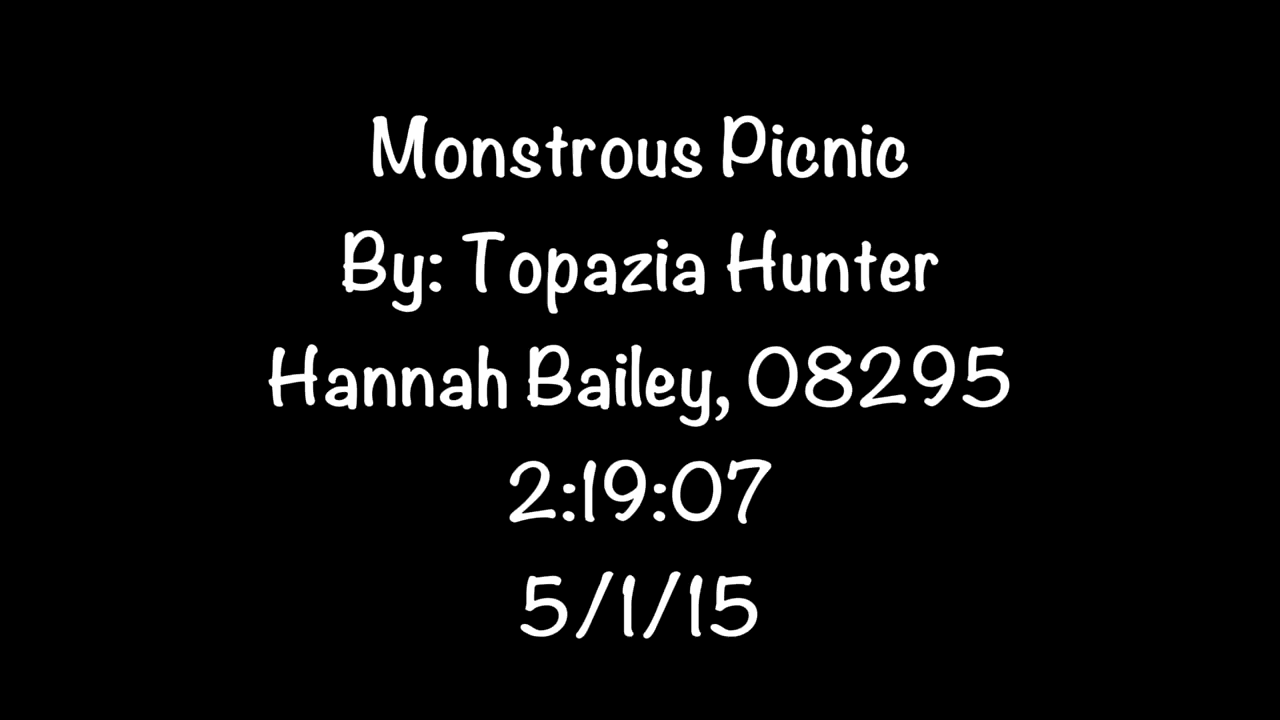 Monstrous Picnic
By: Topazia Hunter
Hannah Bailey, 08295
2:19:07
5/1/15